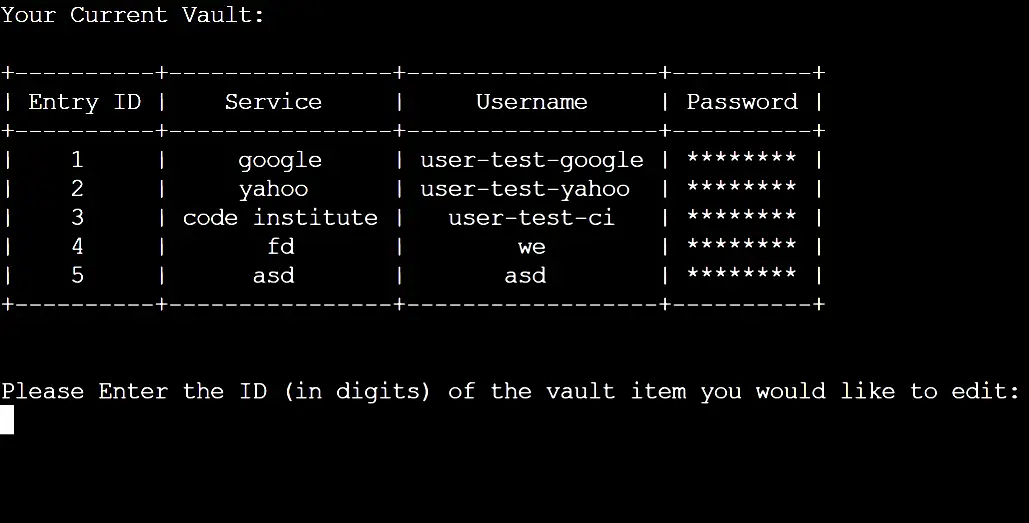 Your Current Vault:
+----------+----------------+------------------+----------+
| Entry ID |    Service     |     Username     | Password |
+----------+----------------+------------------+----------+
|    1     |     google     | user-test-google | ******** |
|    2     |     yahoo      | user-test-yahoo  | ******** |
|    3     | code institute |   user-test-ci   | ******** |
|    4     |       fd       |        we        | ******** |
|    5     |      asd       |       asd        | ******** |
+----------+----------------+------------------+----------+
Please Enter the ID (in digits) of the vault item you would like to edit: